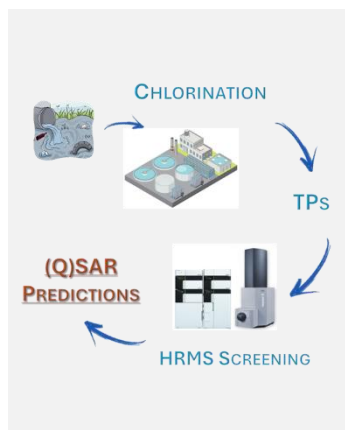 CHLORINATION
TPS
(Q)SAR
PREDICTIONS
HRMS SCREENING